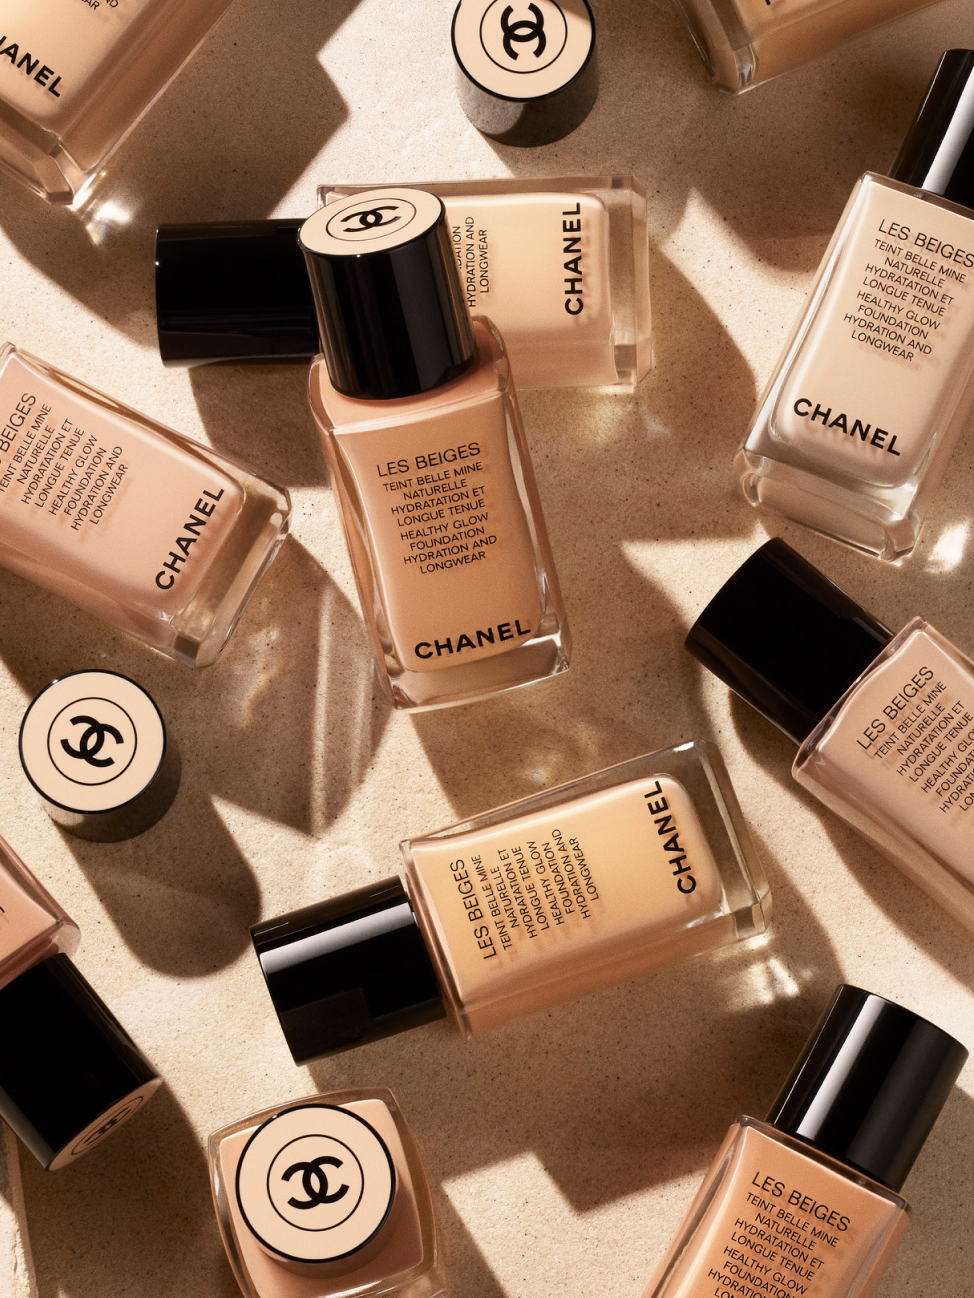 CHANEL
HYDRATION AND
LONGWEAR
CHANEL
LES BEIGES
TEINT BELLE MINE
NATURELLE
HYDRATATION ET
LONGUE TENUE
HEALTHY GLOW
FOUNDATION
HYDRATION AND
LONGWEAR
CHANEL
BEIGES
TEINT BELLE MINE
NATURELLE
HYDRATATION ET
LONGUE TENUE
HEALTHY GLOW
FOUNDATION
HYDRATION AND
LONGWEAR
CHANEL
LES BEIGES
TEINT BELLE MINE
NATURELLE
HYDRATATION ET
LONGUE TENUE
HEALTHY GLOW
FOUNDATION
HYDRATION AND
LONGWEAR
CHANEL
LES BEIGES
TEINT BELLE MINE
NATURELLE
HYDRATATION ET
LONGUE TENUE
HEALTHY
LES BEIGES
TEINT BELLE MINE
NATURELLE
HYDRATATION ET
LONGUE TENUE
HEALTHY GLOW
FOUNDATION
HYDRATION AND
LONGWEAR
CHANEL
LES BEIGES
TEINT BELLE MINE
NATURELLE
HYDRATATION ET
LONGUE TENUE
HEALTHY GLOW
FOUNDATION